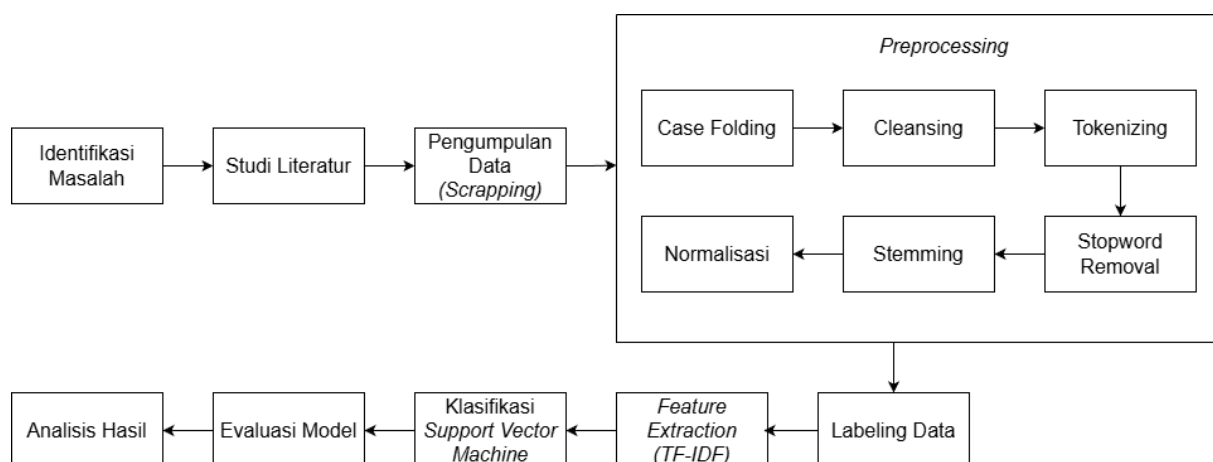 Preprocessing
Identifikasi
Masalah
Studi Literatur
Pengumpulan
Data
(Scrapping)
Case Folding
Cleansing
Tokenizing
Stopword
Removal
Stemming
Normalisasi
Labeling Data
Feature
Extraction
(TF-IDF)
Klasifikasi
Support Vector
Machine
Evaluasi Model
Analisis Hasil